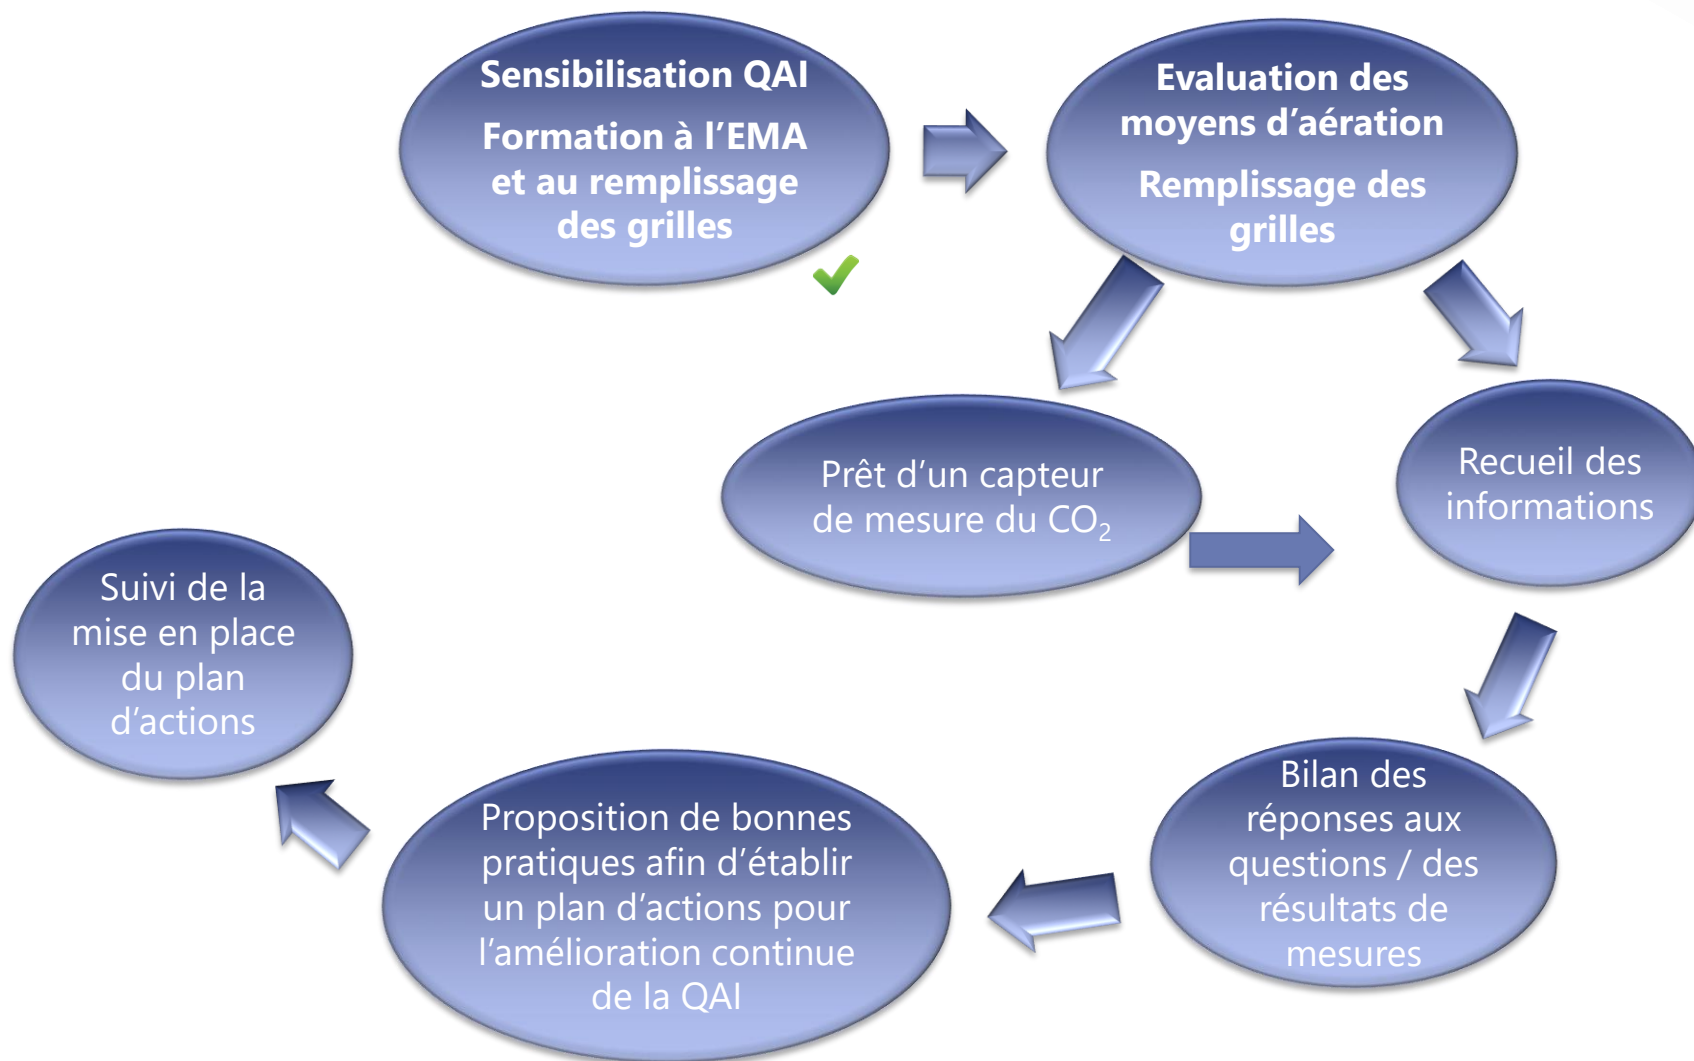 Sensibilisation QAI
Formation à l’EMA
et au remplissage
des grilles
Evaluation des
moyens d’aération
Remplissage des
grilles
Prêt d’un capteur
de mesure du CO₂
Recueil des
informations
Bilan des
réponses aux
questions / des
résultats de
mesures
Proposition de bonnes
pratiques afin d’établir
un plan d’actions pour
l’amélioration continue
de la QAI
Suivi de la
mise en place
du plan
d’actions